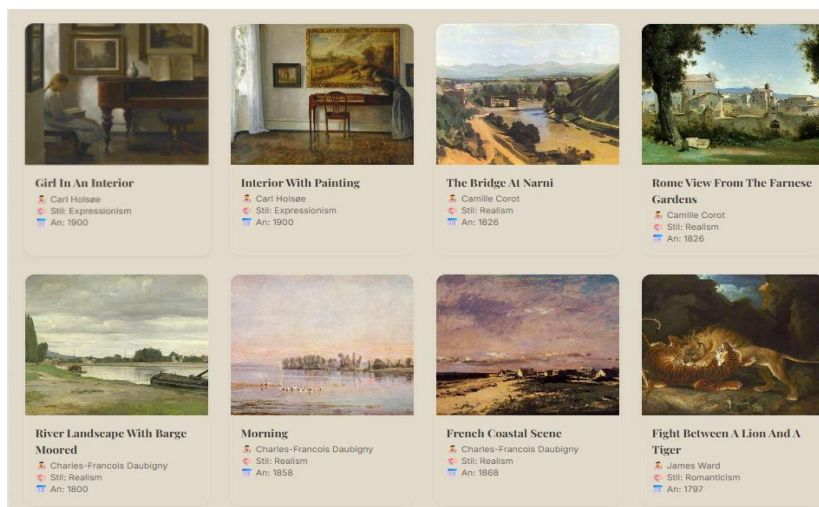 Girl In An Interior
Carl Holsøe
Stil: Expressionism
An: 1900
Interior With Painting
Carl Holsøe
Stil: Expressionism
An: 1900
The Bridge At Narni
Camille Corot
Stil: Realism
An: 1826
Rome View From The Farnese
Gardens
Camille Corot
Stil: Realism
An: 1826
River Landscape With Barge
Moored
Charles-Francois Daubigny
Stil: Realism
An: 1800
Morning
Charles-Francois Daubigny
Stil: Realism
An: 1858
French Coastal Scene
Charles-Francois Daubigny
Stil: Realism
An: 1868
Fight Between A Lion And A
Tiger
James Ward
Stil: Romanticism
An: 1797